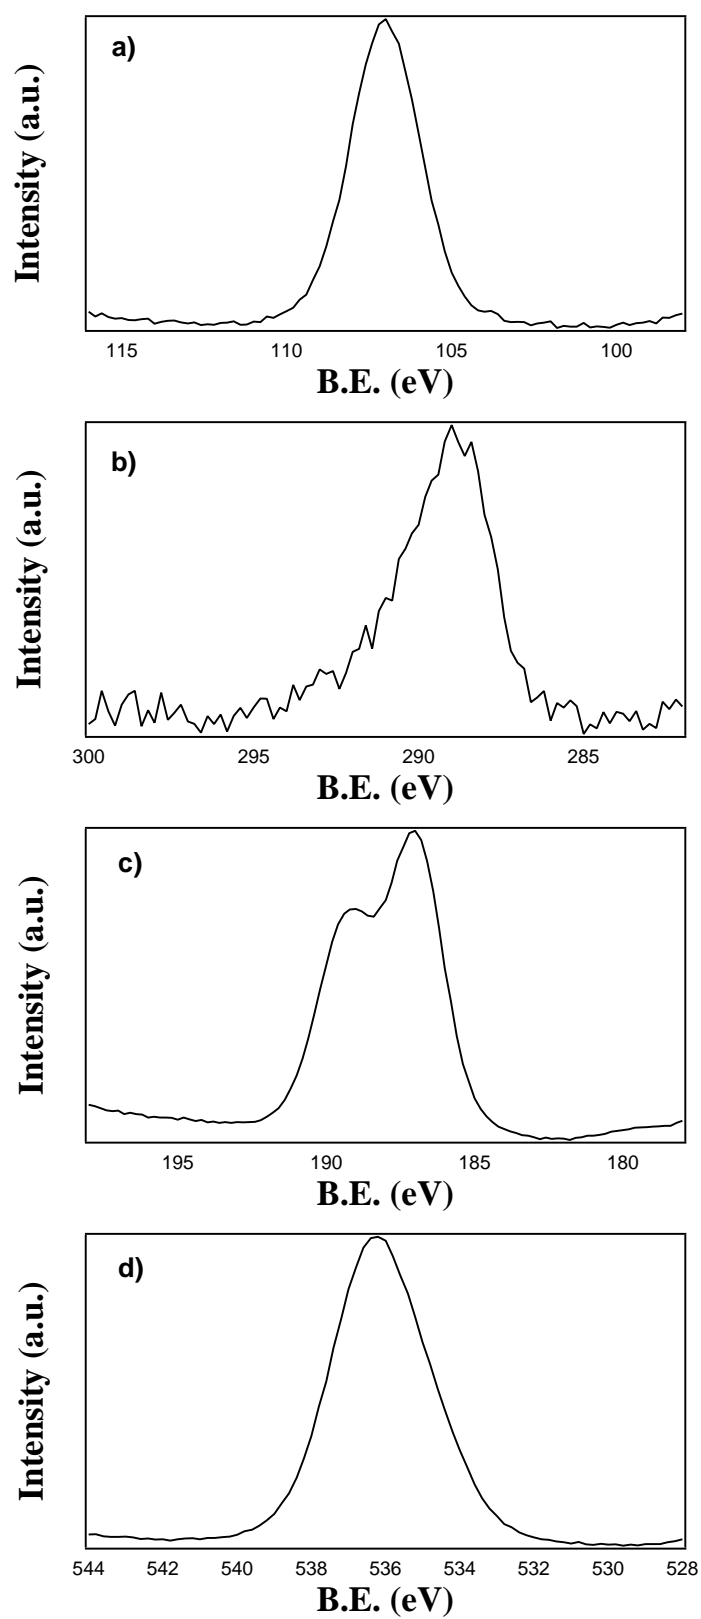 a)
Intensity (a.u.)
115 110 105 100
B.E. (eV)
b)
Intensity (a.u.)
300 295 290 285
B.E. (eV)
c)
Intensity (a.u.)
195 190 185 180
B.E. (eV)
d)
Intensity (a.u.)
544 542 540 538 536 534 532 530 528
B.E. (eV)